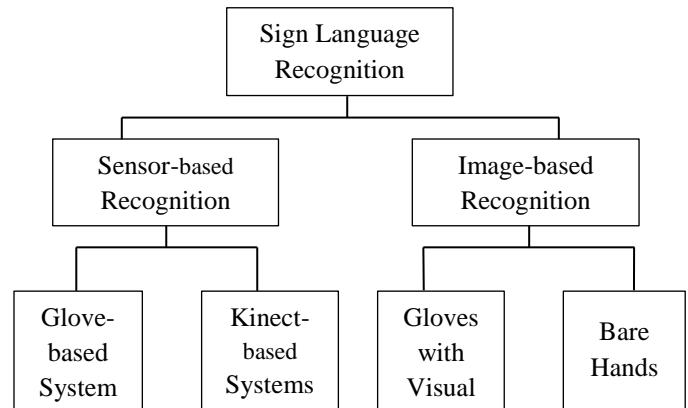 Sign Language
Recognition
Sensor-based
Recognition
Image-based
Recognition
Glove-
based
System
Kinect-
based
Systems
Gloves
with
Visual
Bare
Hands